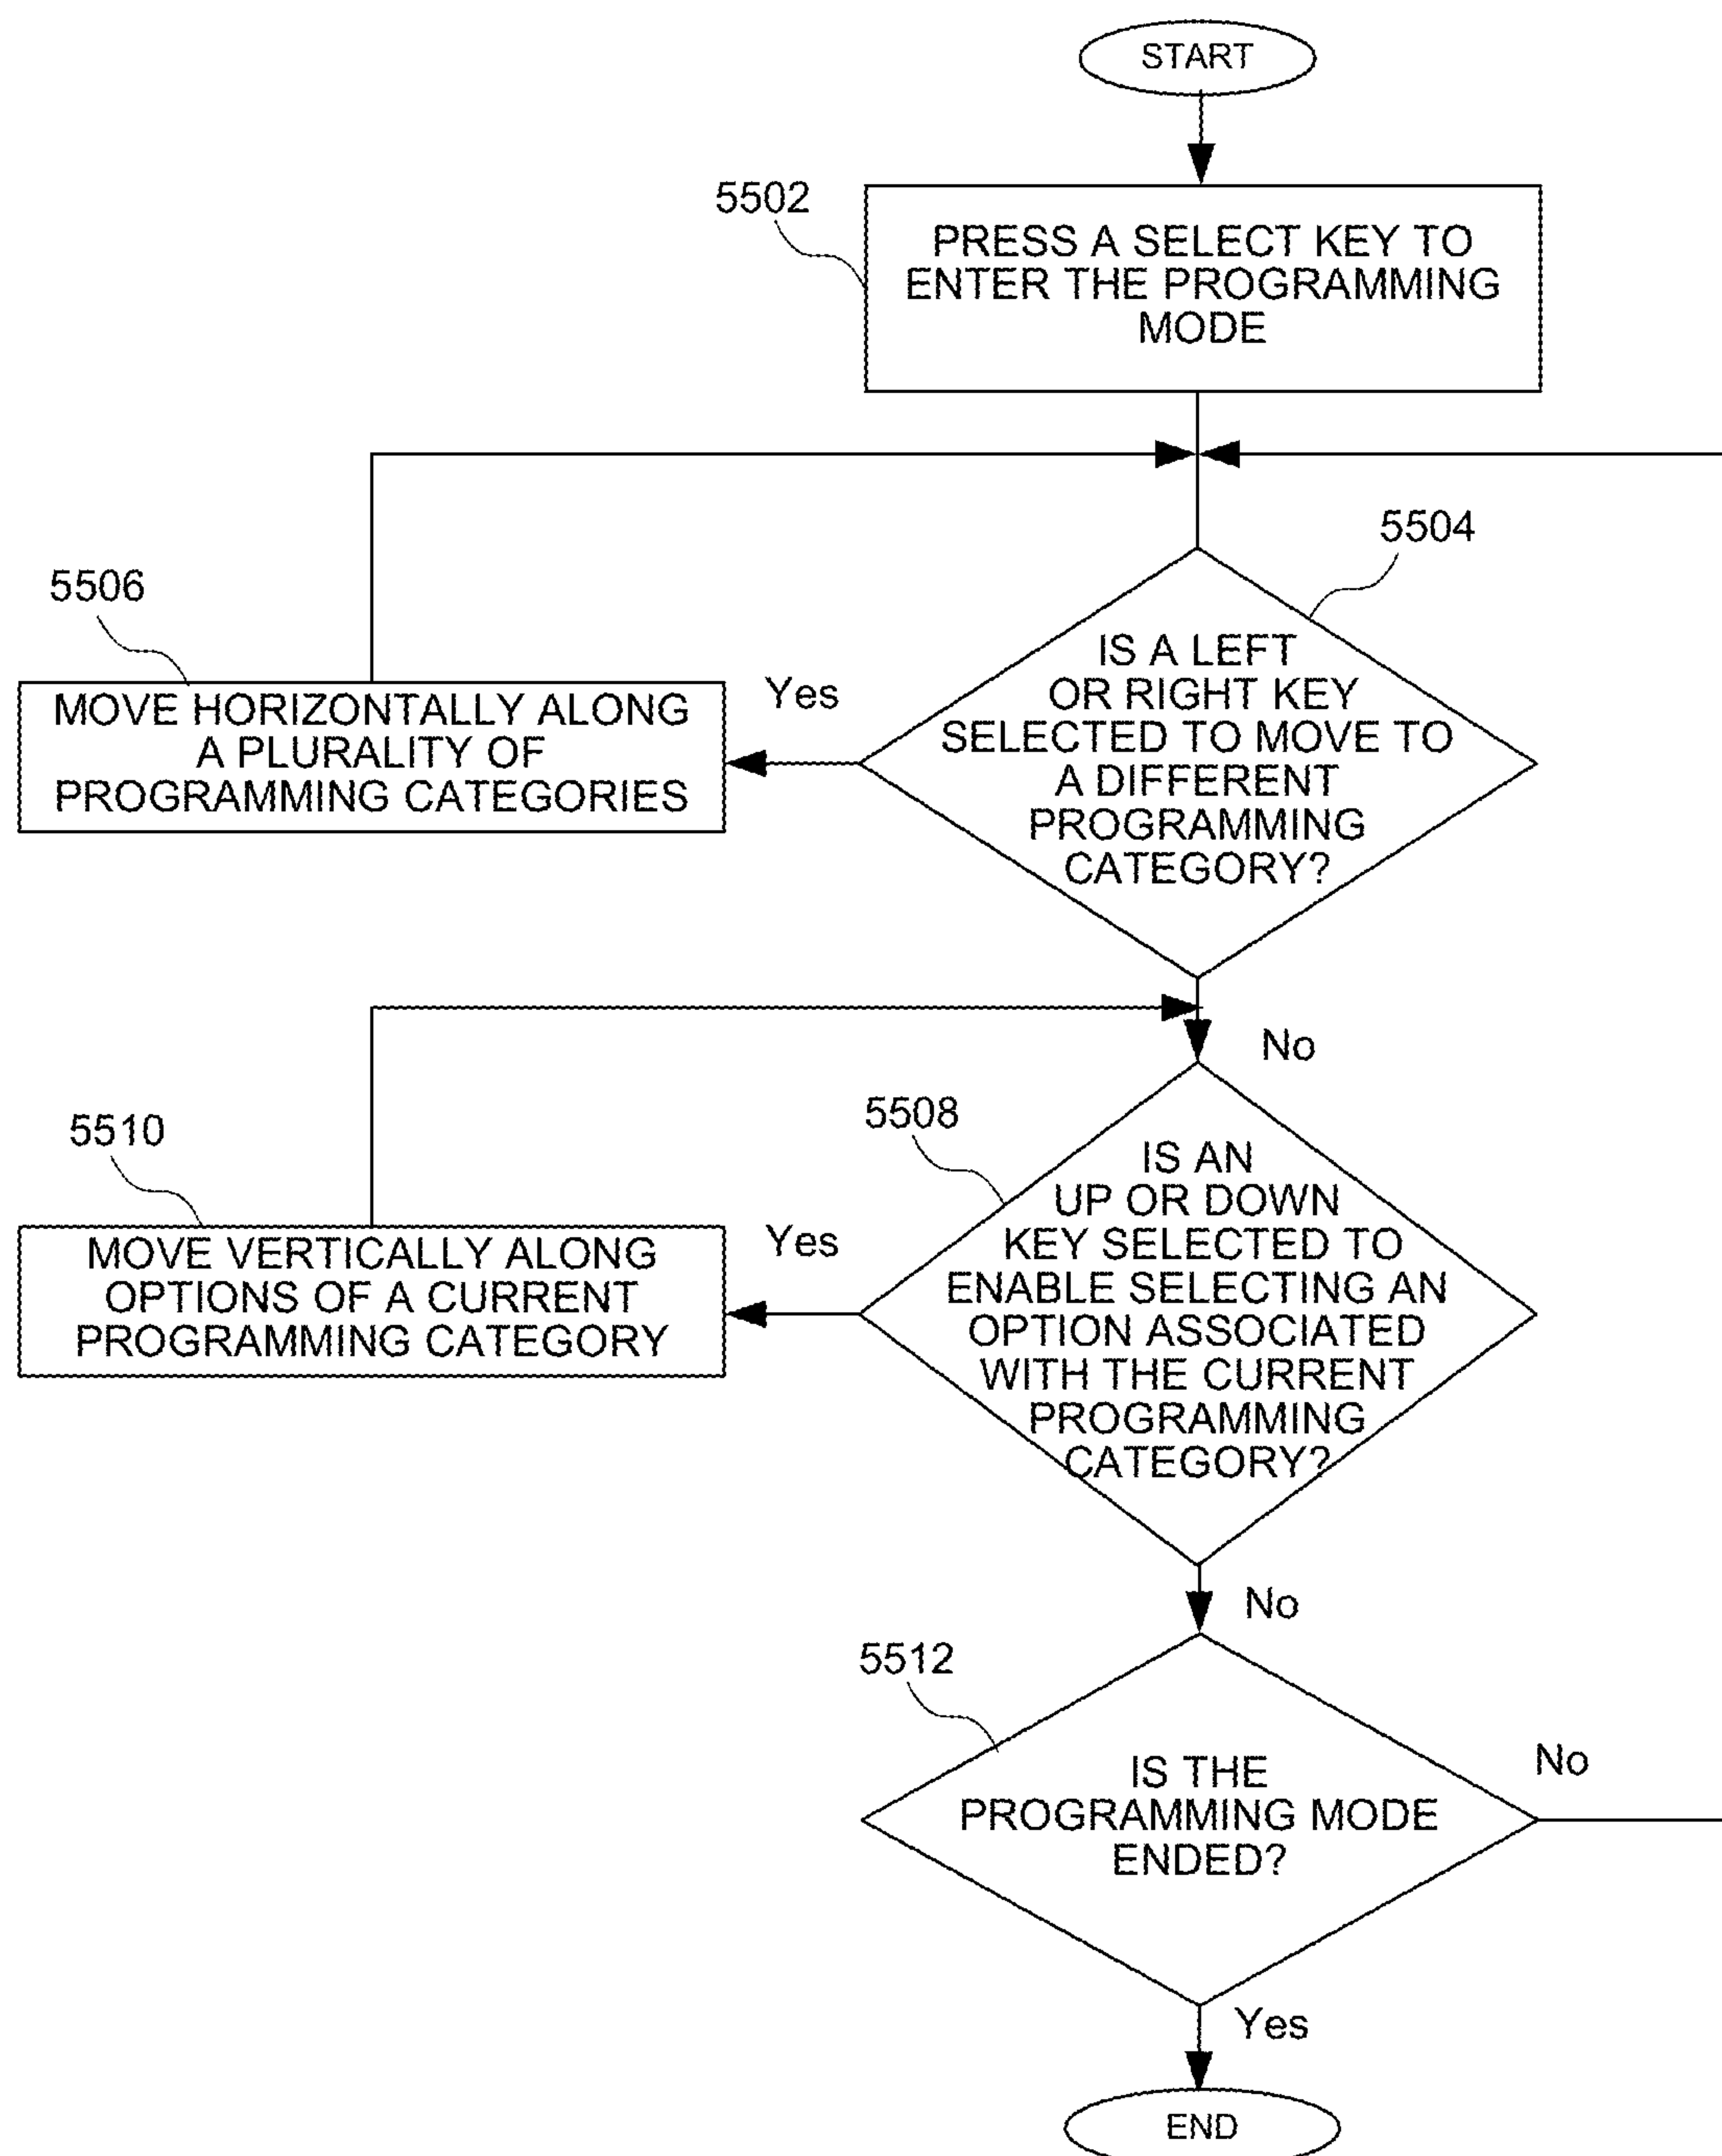 START
5502
PRESS A SELECT KEY TO
ENTER THE PROGRAMMING
MODE
5504
IS A LEFT
OR RIGHT KEY
SELECTED TO MOVE TO
A DIFFERENT
PROGRAMMING
CATEGORY?
Yes
5506
MOVE HORIZONTALLY ALONG
A PLURALITY OF
PROGRAMMING CATEGORIES
No
5508
IS AN
UP OR DOWN
KEY SELECTED TO
ENABLE SELECTING AN
OPTION ASSOCIATED
WITH THE CURRENT
PROGRAMMING
CATEGORY?
Yes
5510
MOVE VERTICALLY ALONG
OPTIONS OF A CURRENT
PROGRAMMING CATEGORY
No
5512
IS THE
PROGRAMMING MODE
ENDED?
No
Yes
END